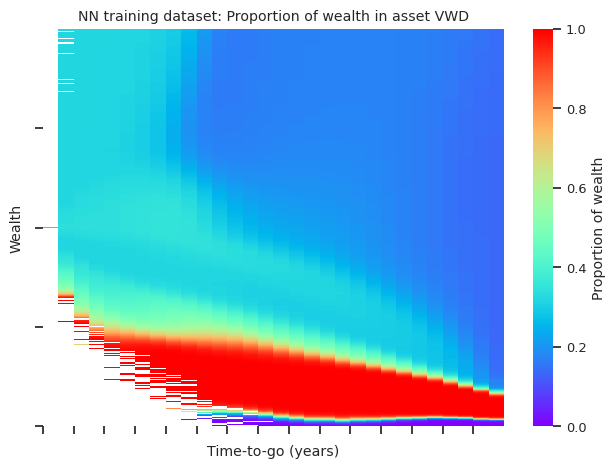 NN training dataset: Proportion of wealth in asset VWD
Wealth
Time-to-go (years)
1.0
0.8
0.6
0.4
0.2
0.0
Proportion of wealth